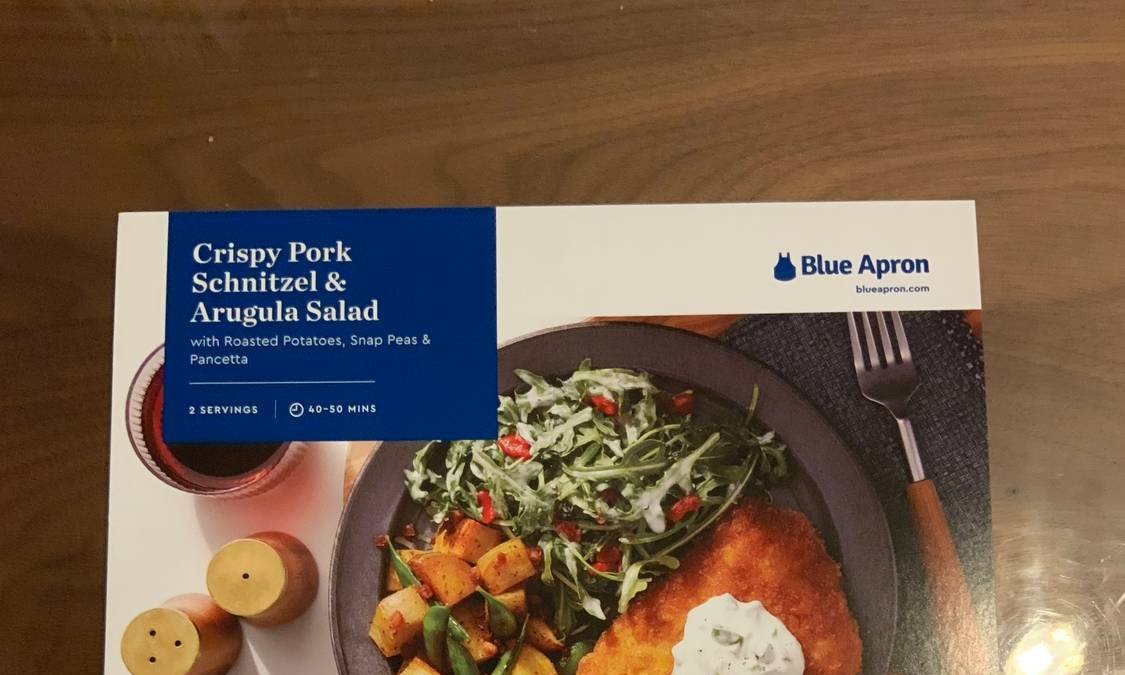 Crispy Pork
Schnitzel &
Arugula Salad
with Roasted Potatoes, Snap Peas &
Pancetta
2 SERVINGS
40-50 MINS
Blue Apron
blueapron.com